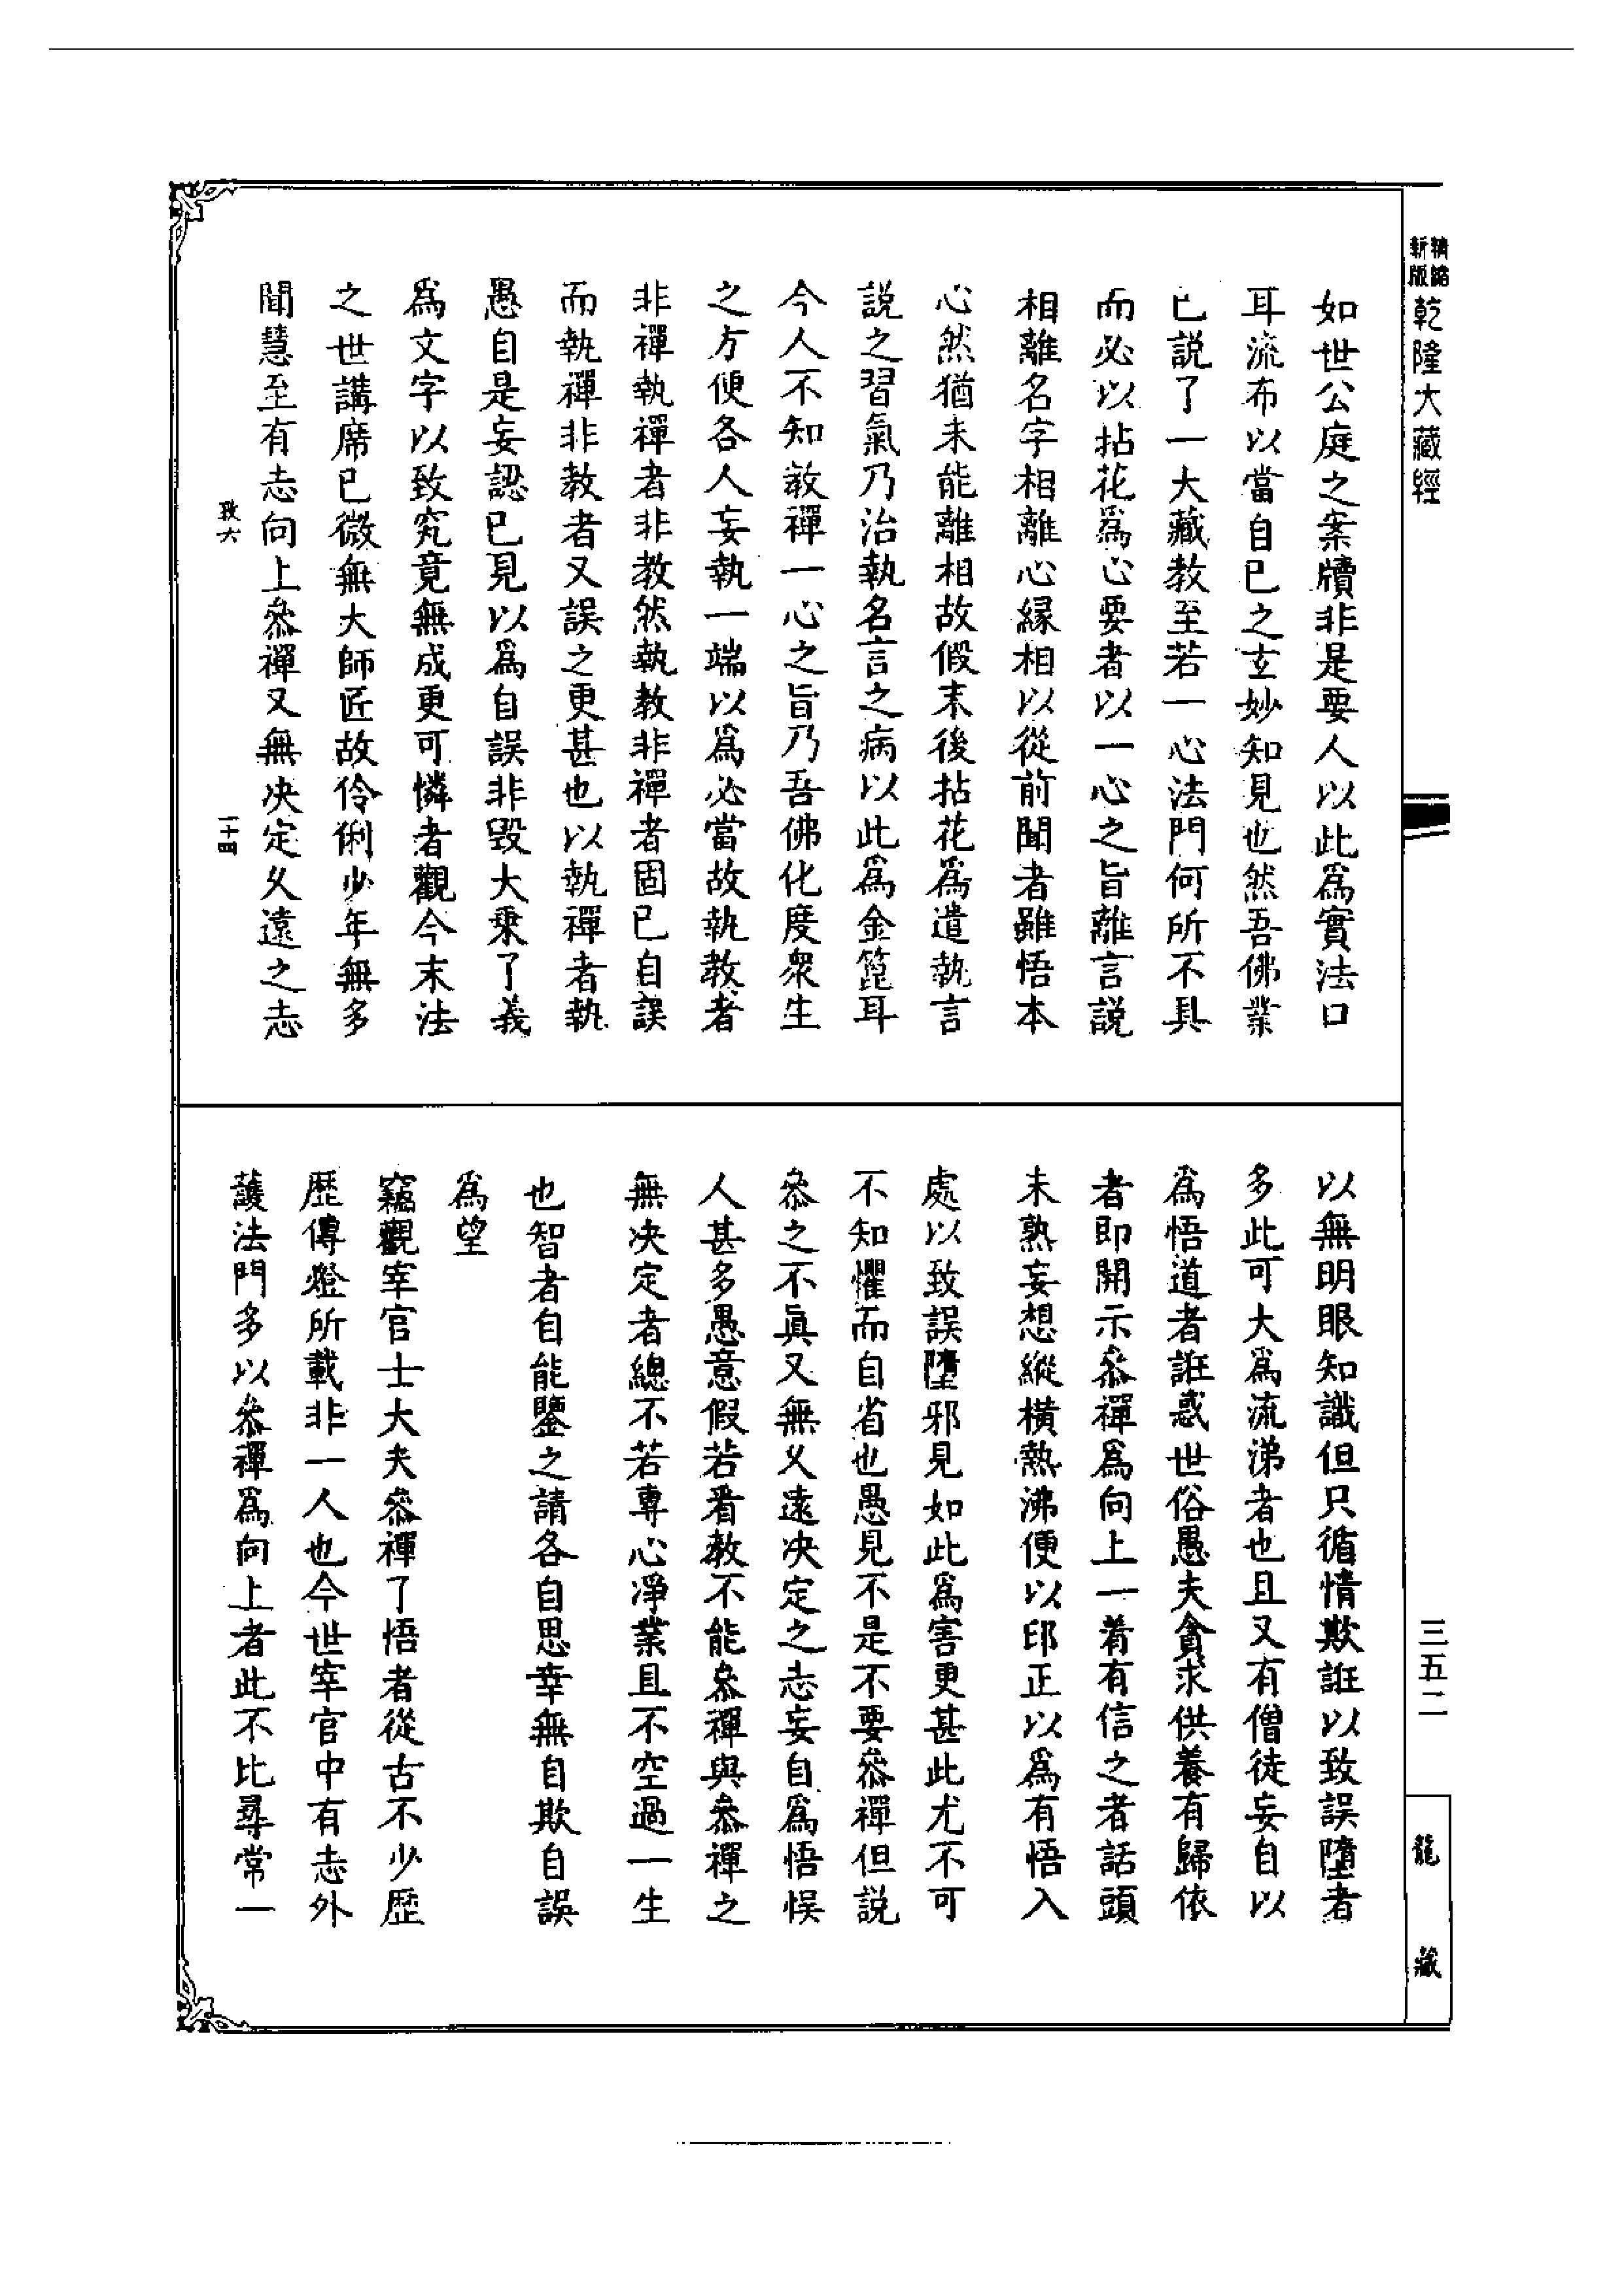 精縮新版
乾隆大藏經
如世公庭之案牘非是要人以此爲實法口
耳流布以當自己之玄妙知見也然吾佛業
已説了一大藏教至若一心法門何所不具
而必以拈花爲心要者以一心之旨離言説
相離名字相離心緣相以從前聞者雖悟本
心然猶未能離相故假末後拈花爲遣執言
説之習氣乃治執名言之病以此爲金箆耳
今人不知教禪一心之旨乃吾佛化度衆生
之方便各人妄執一端以爲必當故執教者
非禪執禪者非教然執教非禪者固已自誤
而執禪非教者又誤之更甚也以執禪者執
愚自是妄認已見以爲自誤非毀大乗了義
爲文字以致究竟無成更可憐者觀今末法
之世講席已微無大師匠故伶俐少年無多
聞慧至有志向上叅禪又無决定久遠之志
致六
二十四
以無明眼知識但只循情欺誑以致誤墮者
多此可大爲流涕者也且又有僧徒妄自以
爲悟道者誑惑世俗愚夫貪求供養有歸依
者即開示叅禪爲向上一着有信之者話頭
未熟妄想縱橫熱沸便以印正以爲有悟入
處以致誤墮邪見如此爲害更甚此尤不可
不知懼而自省也愚見不是不要叅禪但説
叅之不眞又無久遠决定之志妄自爲悟悞
人甚多愚意假若看教不能叅禪與叅禪之
無决定者總不若專心淨業且不空過一生
也智者自能鑒之請各自思幸無自欺自誤
爲望
竊觀宰官士大夫叅禪了悟者從古不少歷
歷傳燈所載非一人也今世宰官中有志外
護法門多以叅禪爲向上者此不比尋常一
三五二
龍藏